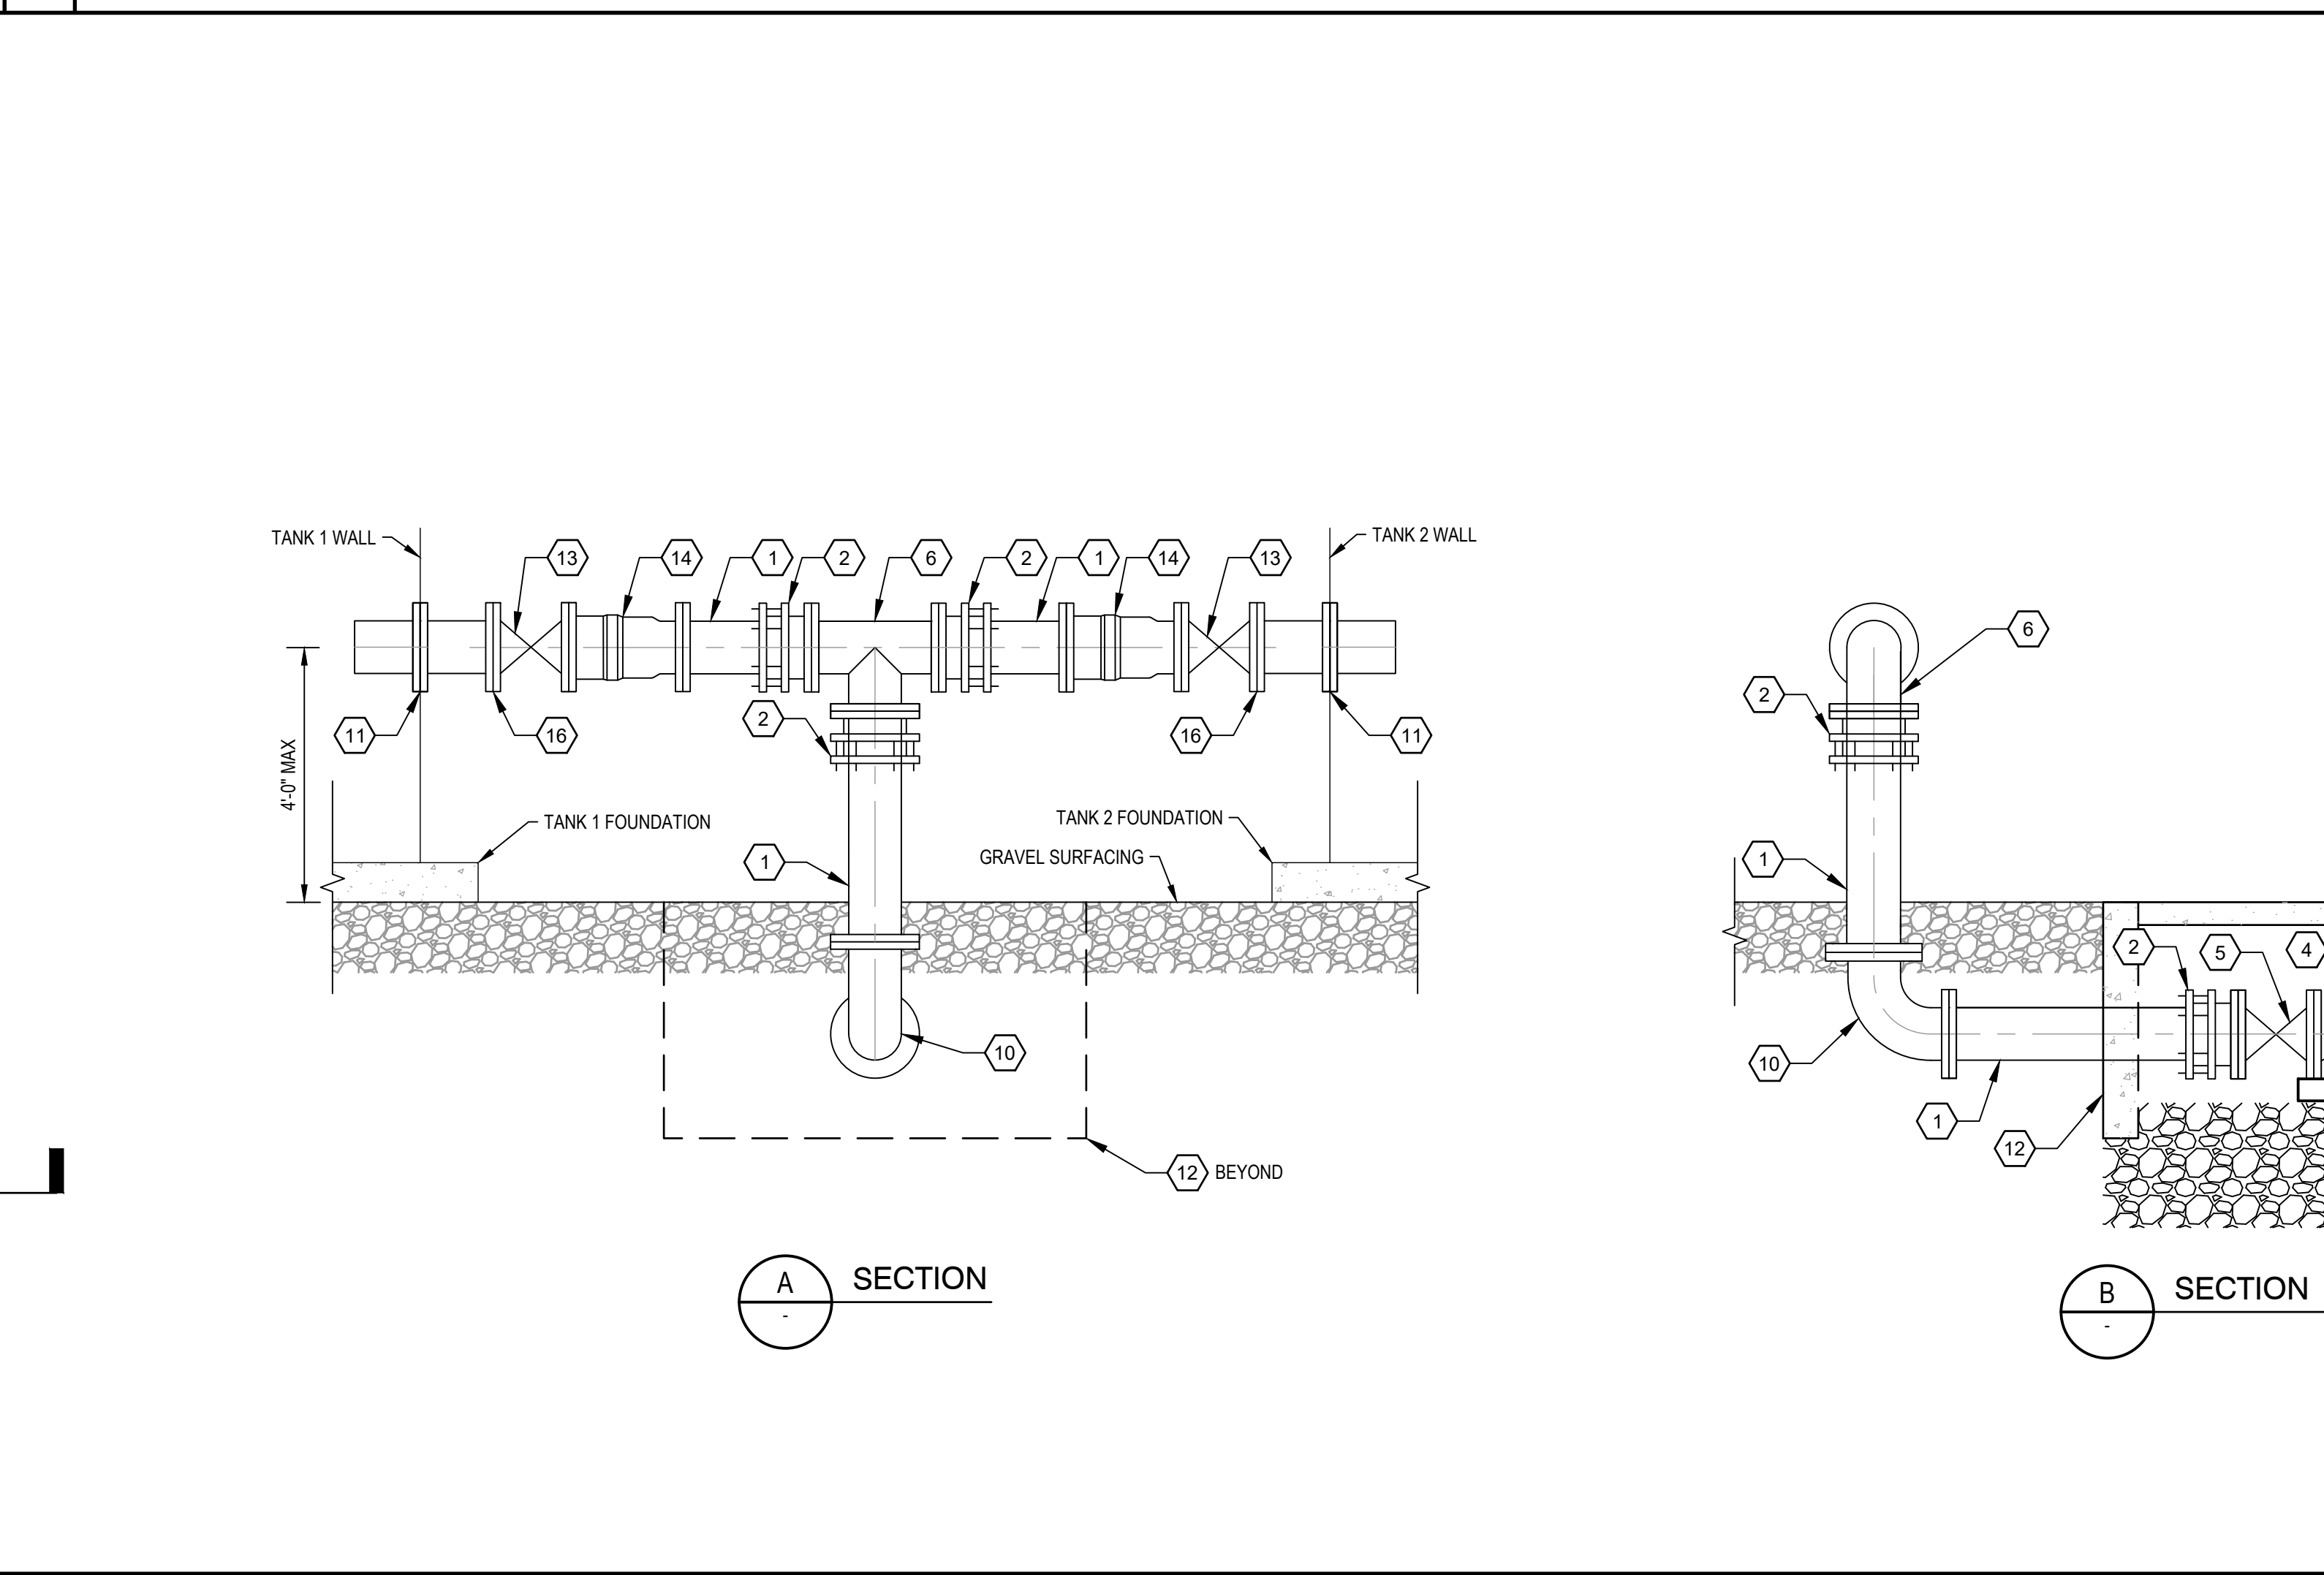 TANK 1 WALL
13
14
1
2
6
2
1
14
13
TANK 2 WALL
11
16
2
16
11
4'-0" MAX
TANK 1 FOUNDATION
TANK 2 FOUNDATION
GRAVEL SURFACING
1
10
12 BEYOND
A
-
SECTION
6
2
1
2
5
4
10
1
12
B
-
SECTION